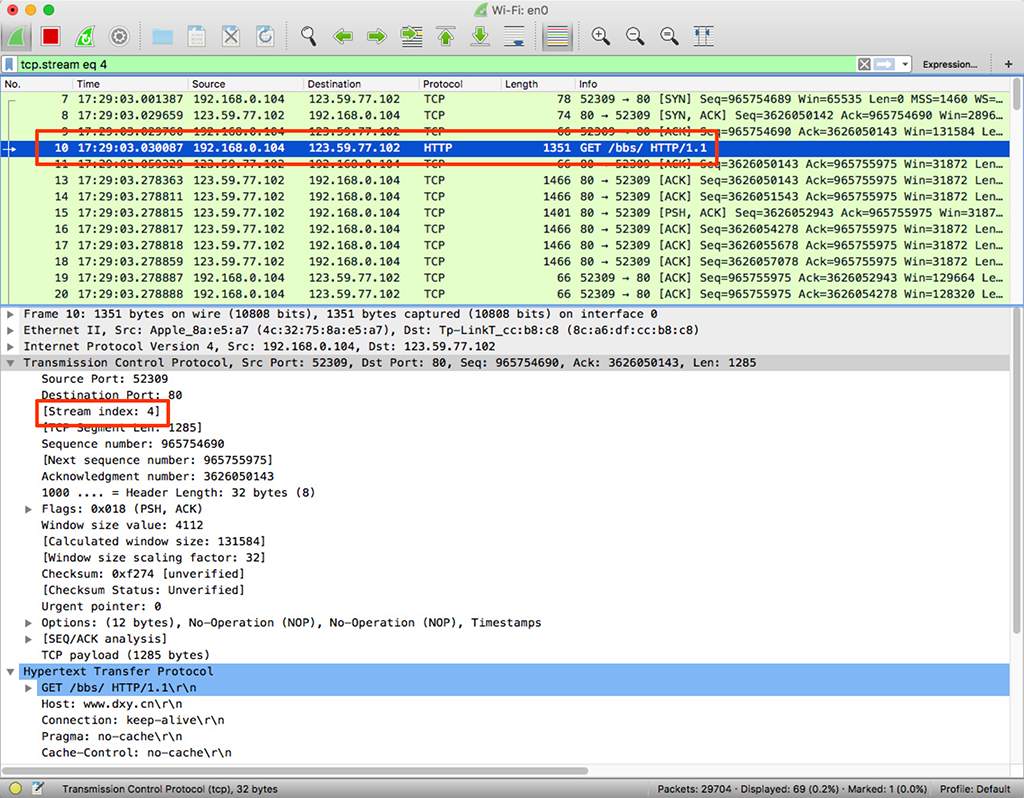 Wi-Fi: en0
tcp.stream eq 4 Expression... +
No. Time Source Destination Protocol Length Info
7 17:29:03.001387 192.168.0.104 123.59.77.102 TCP 78 52309 → 80 [SYN] Seq=965754689 Win=65535 Len=0 MSS=1460 WS=…
8 17:29:03.029659 123.59.77.102 192.168.0.104 TCP 74 80 → 52309 [SYN, ACK] Seq=3626050142 Ack=965754690 Win=2896…
9 17:29:03.029760 192.168.0.104 123.59.77.102 TCP 66 52309 → 80 [ACK] Seq=965754690 Ack=3626050143 Win=131584 Len…
10 17:29:03.030087 192.168.0.104 123.59.77.102 HTTP 1351 GET /bbs/ HTTP/1.1
11 17:29:03.059329 123.59.77.102 192.168.0.104 TCP 66 80 → 52309 [ACK] Seq=3626050143 Ack=965755975 Win=31872 Len…
13 17:29:03.278363 123.59.77.102 192.168.0.104 TCP 1466 80 → 52309 [ACK] Seq=3626050143 Ack=965755975 Win=31872 Len…
14 17:29:03.278811 123.59.77.102 192.168.0.104 TCP 1466 80 → 52309 [ACK] Seq=3626051543 Ack=965755975 Win=31872 Len…
15 17:29:03.278815 123.59.77.102 192.168.0.104 TCP 1401 80 → 52309 [PSH, ACK] Seq=3626052943 Ack=965755975 Win=3187…
16 17:29:03.278817 123.59.77.102 192.168.0.104 TCP 1466 80 → 52309 [ACK] Seq=3626054278 Ack=965755975 Win=31872 Len…
17 17:29:03.278818 123.59.77.102 192.168.0.104 TCP 1466 80 → 52309 [ACK] Seq=3626055678 Ack=965755975 Win=31872 Len…
18 17:29:03.278859 123.59.77.102 192.168.0.104 TCP 1466 80 → 52309 [ACK] Seq=3626057078 Ack=965755975 Win=31872 Len…
19 17:29:03.278887 192.168.0.104 123.59.77.102 TCP 66 52309 → 80 [ACK] Seq=965755975 Ack=3626052943 Win=129664 Le…
20 17:29:03.278888 192.168.0.104 123.59.77.102 TCP 66 52309 → 80 [ACK] Seq=965755975 Ack=3626054278 Win=128320 Le…
Frame 10: 1351 bytes on wire (10808 bits), 1351 bytes captured (10808 bits) on interface 0
Ethernet II, Src: Apple_8a:e5:a7 (4c:32:75:8a:e5:a7), Dst: Tp-LinkT_cc:b8:c8 (8c:a6:df:cc:b8:c8)
Internet Protocol Version 4, Src: 192.168.0.104, Dst: 123.59.77.102
Transmission Control Protocol, Src Port: 52309, Dst Port: 80, Seq: 965754690, Ack: 3626050143, Len: 1285
Source Port: 52309
Destination Port: 80
[Stream index: 4]
[TCP Segment Len: 1285]
Sequence number: 965754690
[Next sequence number: 965755975]
Acknowledgment number: 3626050143
1000 .... = Header Length: 32 bytes (8)
Flags: 0x018 (PSH, ACK)
Window size value: 4112
[Calculated window size: 131584]
[Window size scaling factor: 32]
Checksum: 0xf274 [unverified]
[Checksum Status: Unverified]
Urgent pointer: 0
Options: (12 bytes), No-Operation (NOP), No-Operation (NOP), Timestamps
[SEQ/ACK analysis]
TCP payload (1285 bytes)
Hypertext Transfer Protocol
GET /bbs/ HTTP/1.1\r\n
Host: www.dxy.cn\r\n
Connection: keep-alive\r\n
Pragma: no-cache\r\n
Cache-Control: no-cache\r\n
Transmission Control Protocol (tcp), 32 bytes Packets: 29704 · Displayed: 69 (0.2%) · Marked: 1 (0.0%) Profile: Default